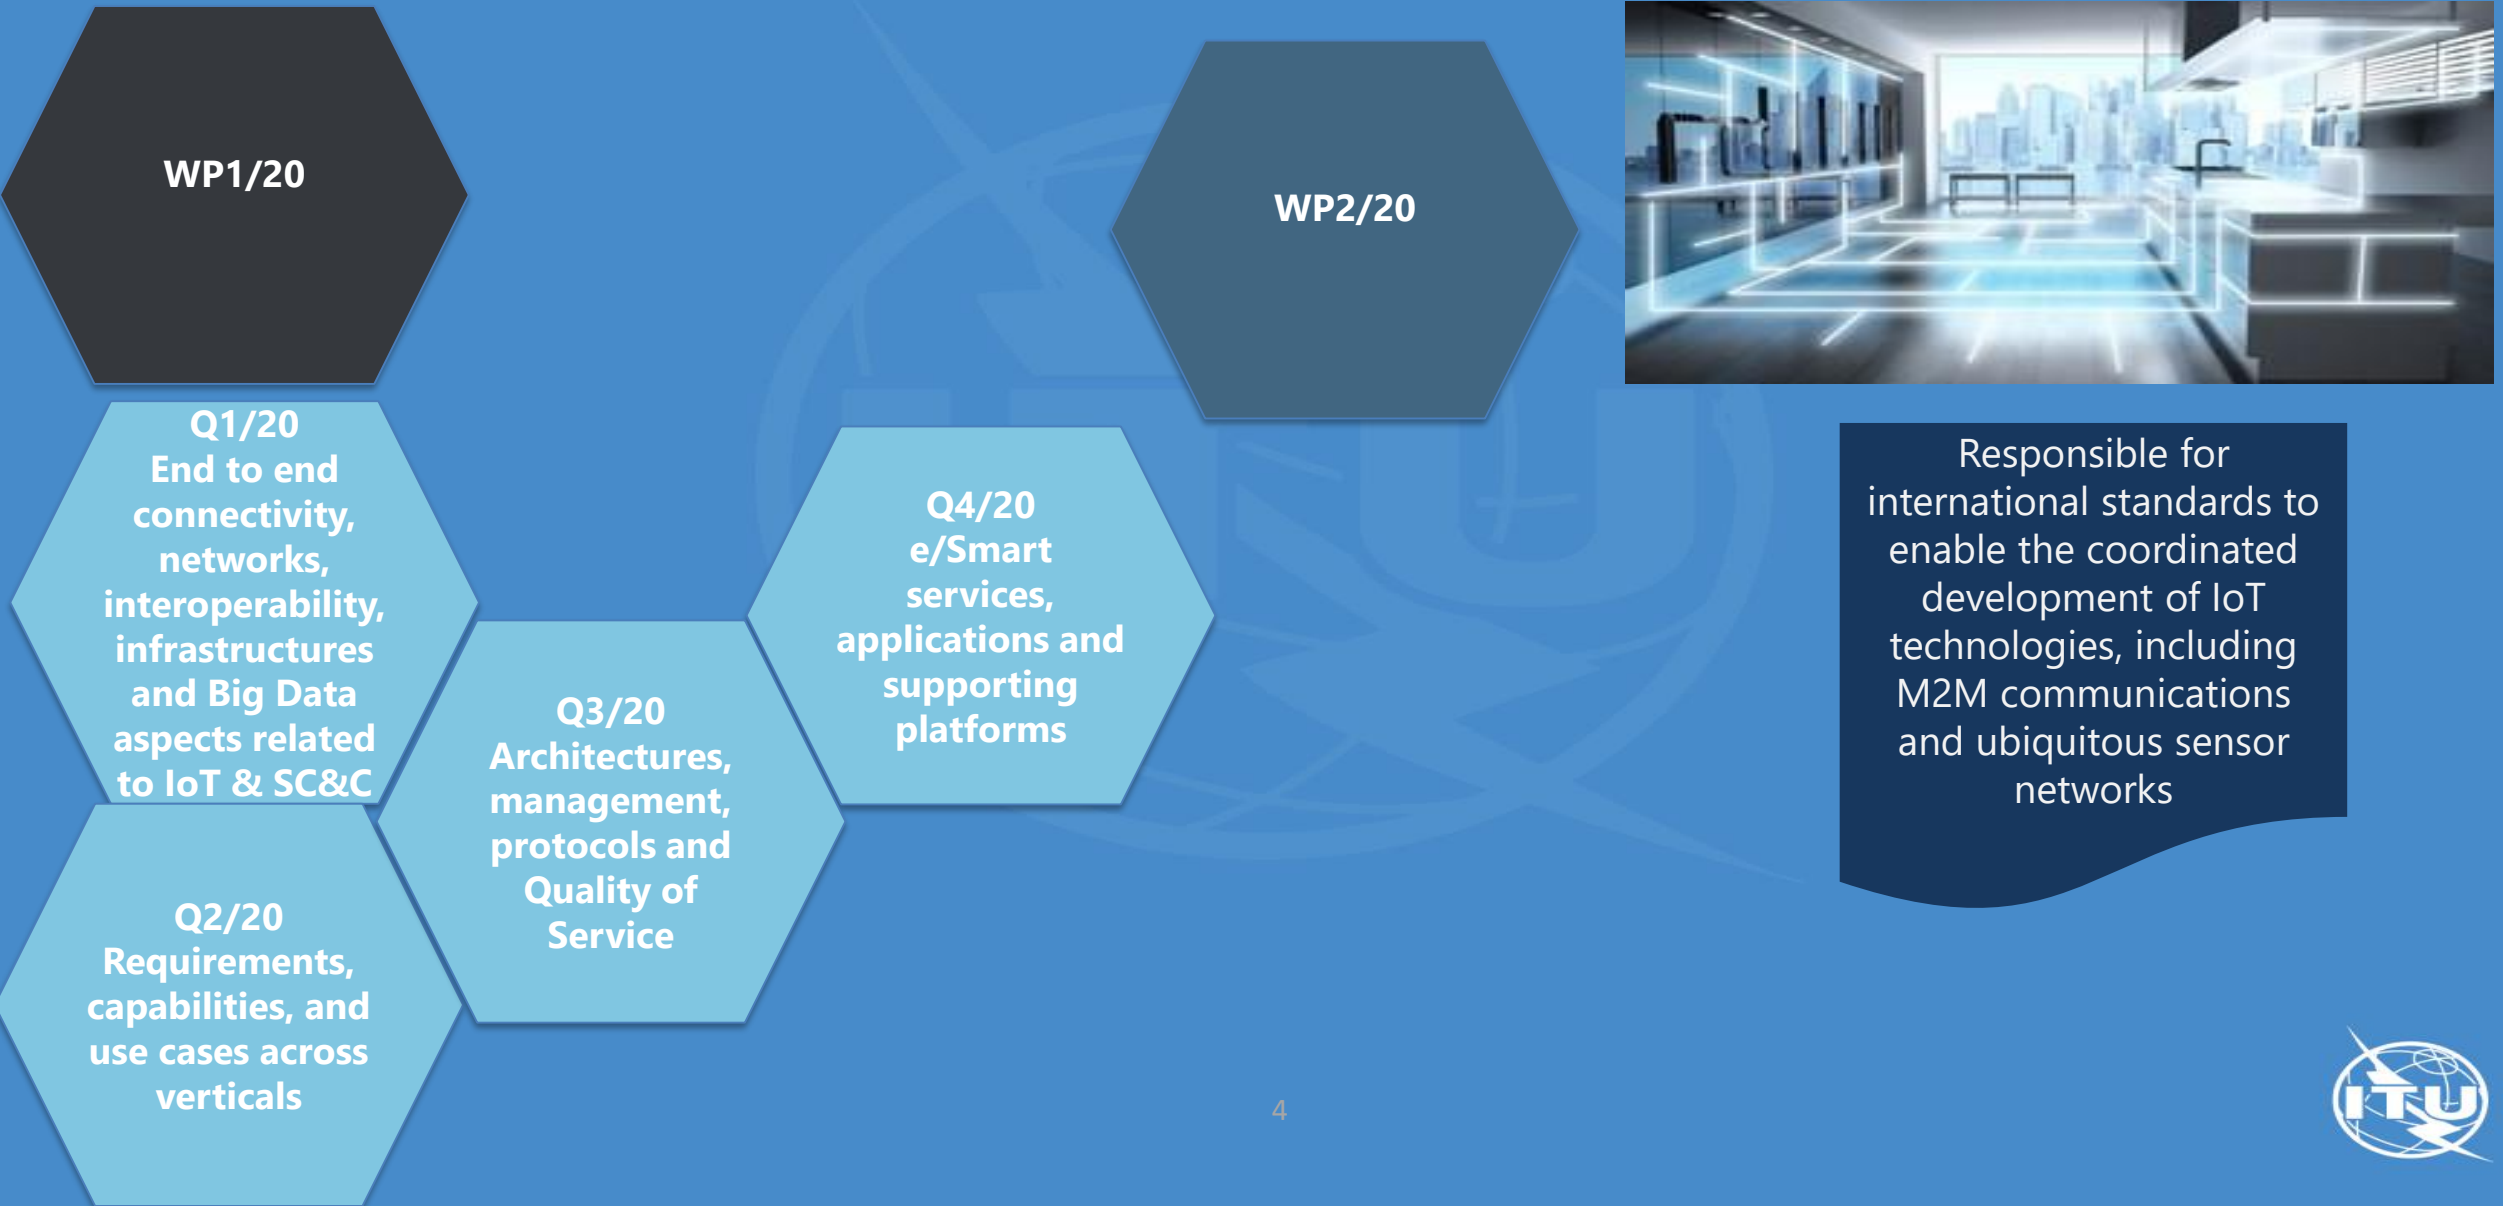 WP1/20
WP2/20
Q1/20
End to end
connectivity,
networks,
interoperability,
infrastructures
and Big Data
aspects related
to IoT & SC&C
Q2/20
Requirements,
capabilities, and
use cases across
verticals
Q3/20
Architectures,
management,
protocols and
Quality of
Service
Q4/20
e/Smart
services,
applications and
supporting
platforms
Responsible for
international standards to
enable the coordinated
development of IoT
technologies, including
M2M communications
and ubiquitous sensor
networks
4
ITU